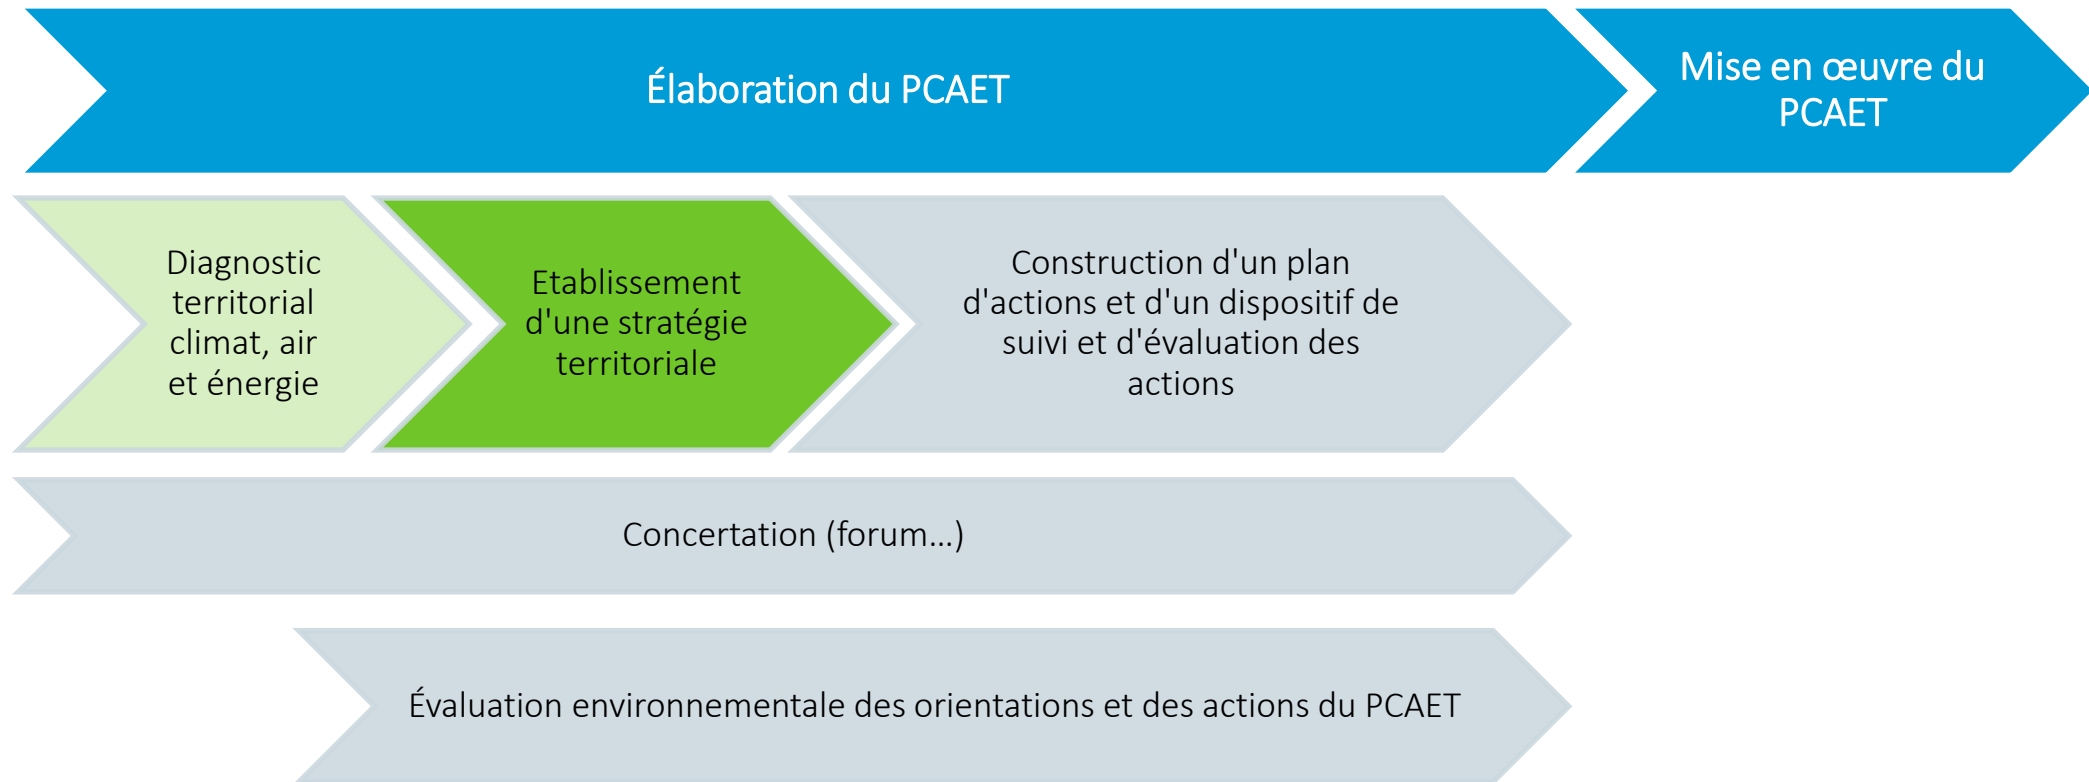 Élaboration du PCAET
Mise en œuvre du
PCAET
Diagnostic
territorial
climat, air
et énergie
Etablissement
d'une stratégie
territoriale
Construction d'un plan
d'actions et d'un dispositif de
suivi et d'évaluation des
actions
Concertation (forum…)
Évaluation environnementale des orientations et des actions du PCAET